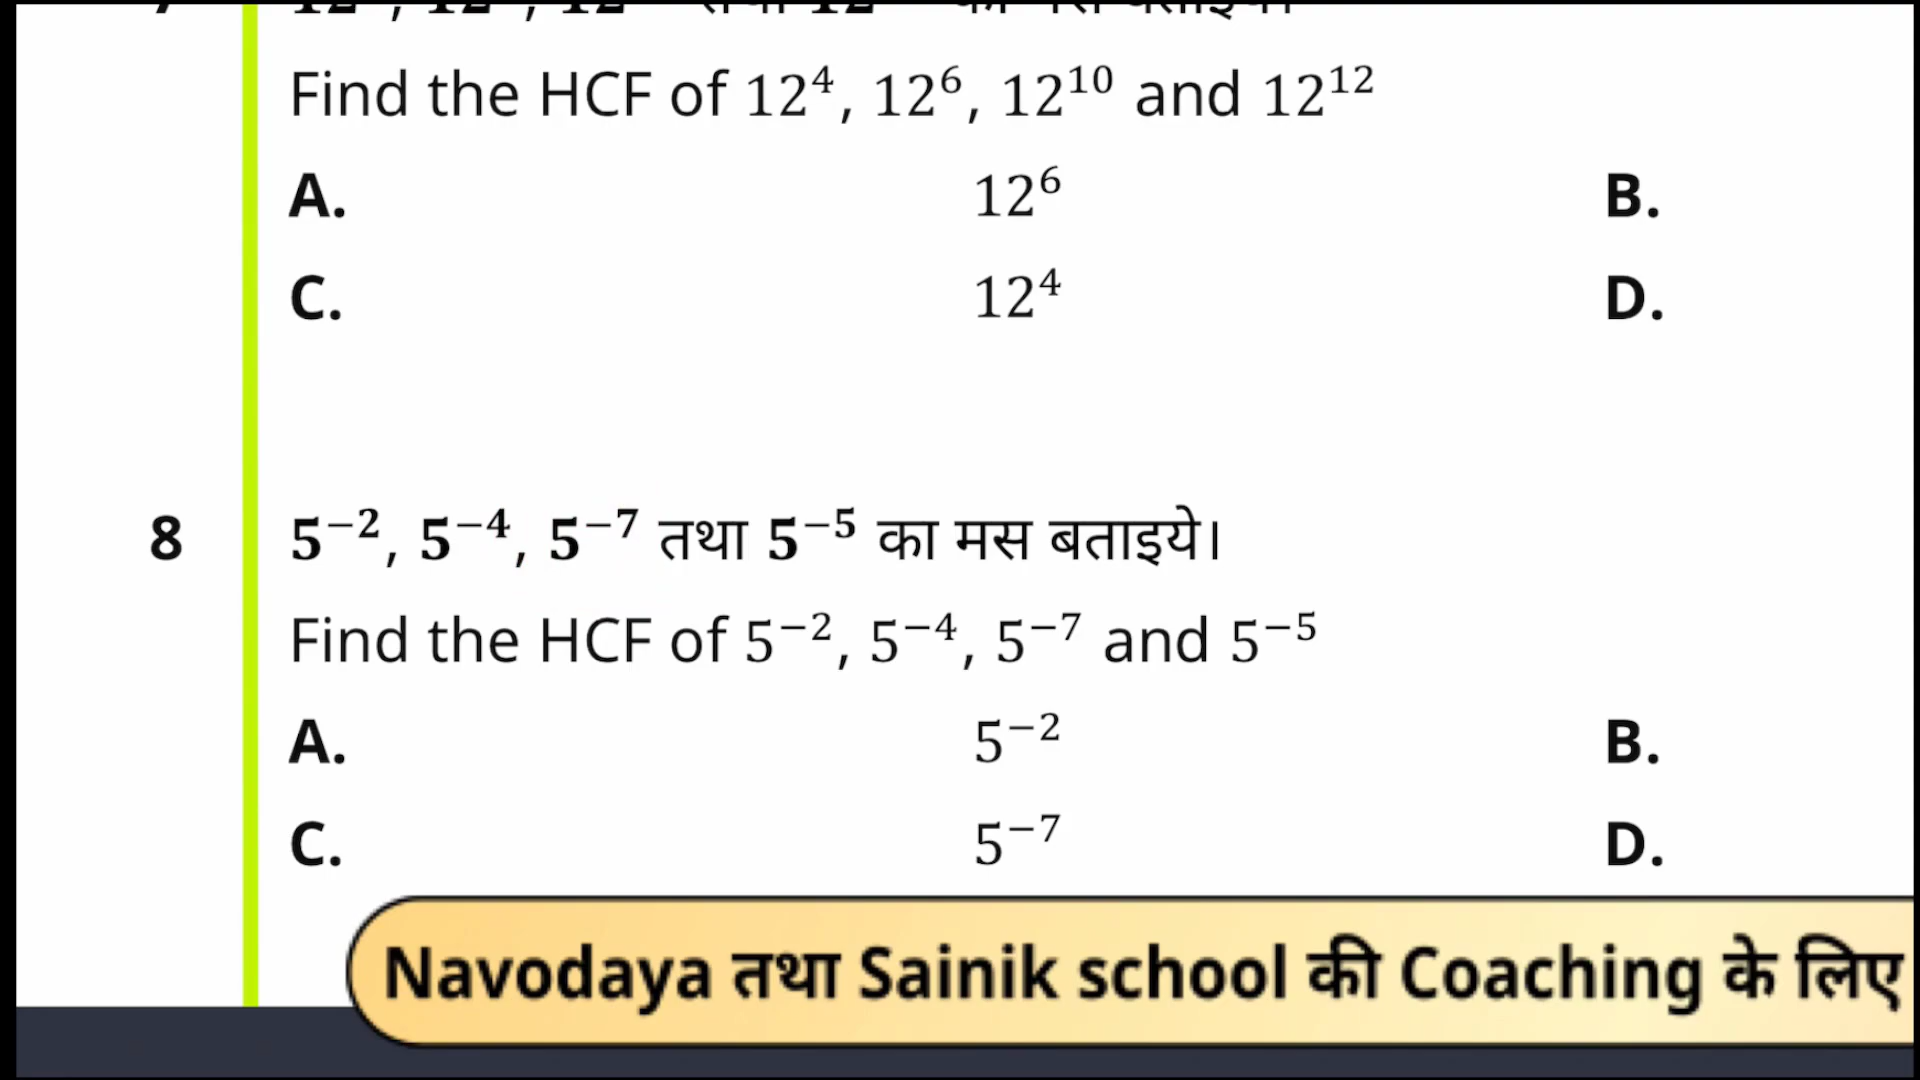 Find the HCF of 12⁴, 12⁶, 12¹⁰ and 12¹²
A. 12⁶ B.
C. 12⁴ D.
8 5⁻², 5⁻⁴, 5⁻⁷ तथा 5⁻⁵ का मस बताइये।
Find the HCF of 5⁻², 5⁻⁴, 5⁻⁷ and 5⁻⁵
A. 5⁻² B.
C. 5⁻⁷ D.
Navodaya तथा Sainik school की Coaching के लिए